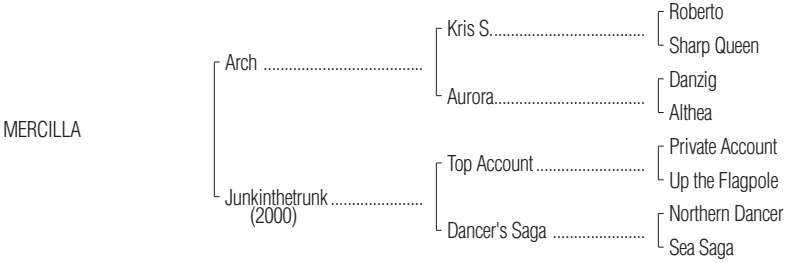 Roberto
Kris S.
Sharp Queen
Arch
Danzig
Aurora
Althea
MERCILLA
Private Account
Top Account
Up the Flagpole
Junkinthetrunk
(2000)
Northern Dancer
Dancer's Saga
Sea Saga